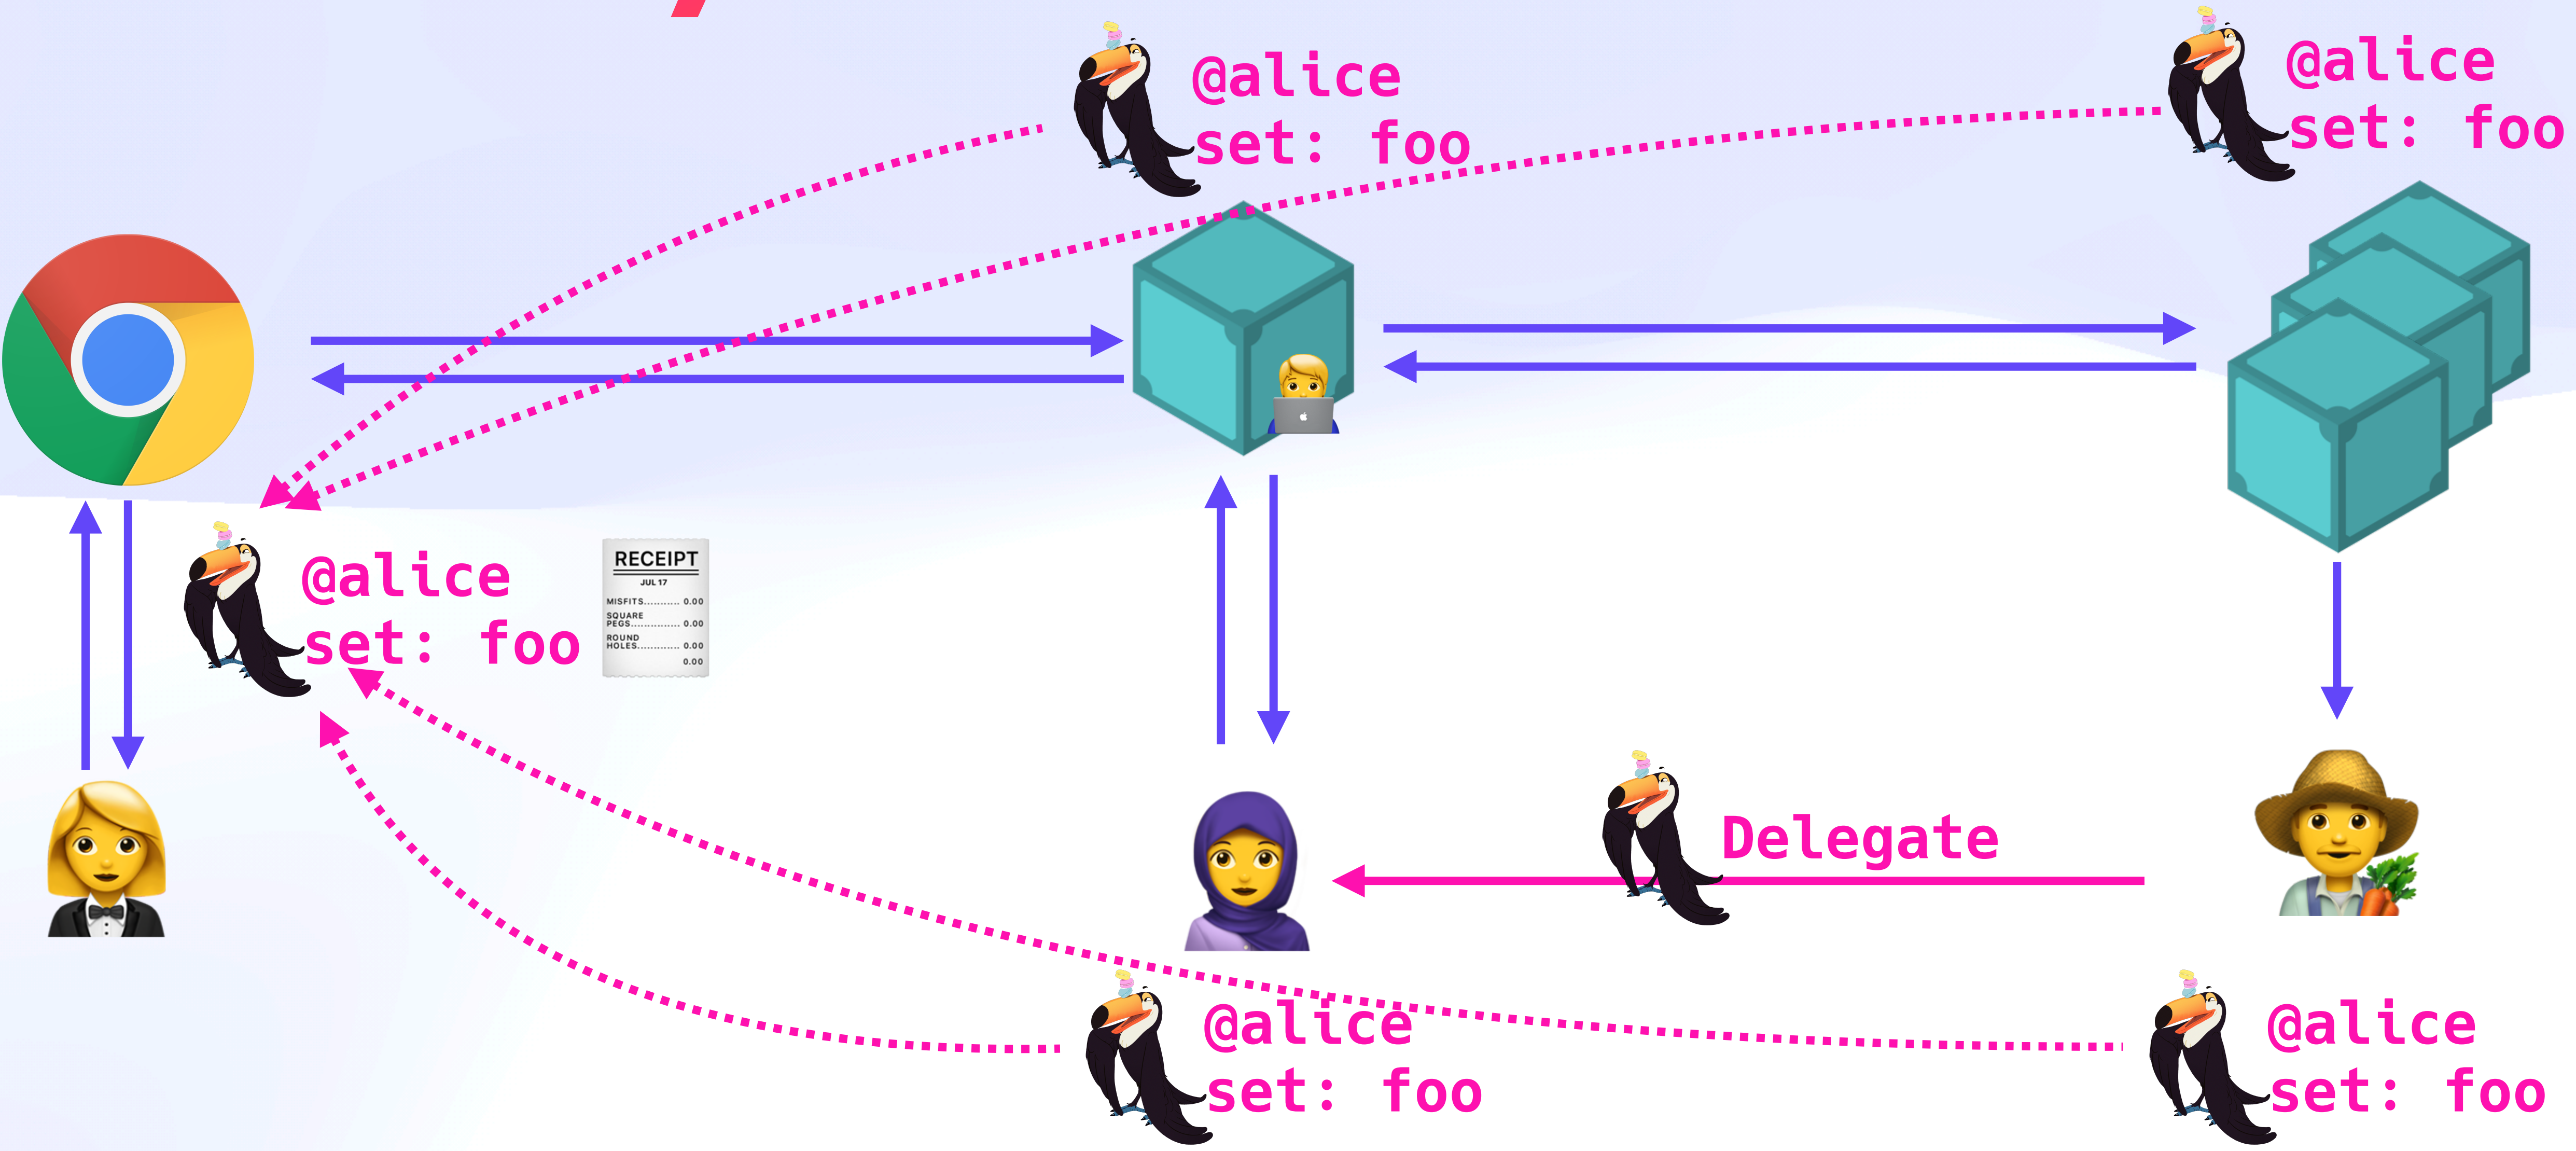 @alice
set: foo
@alice
set: foo
@alice
set: foo
RECEIPT
JUL 17
MISFITS........... 0.00
SQUARE
PEGS.............. 0.00
ROUND
HOLES............. 0.00
0.00
Delegate
@alice
set: foo
@alice
set: foo